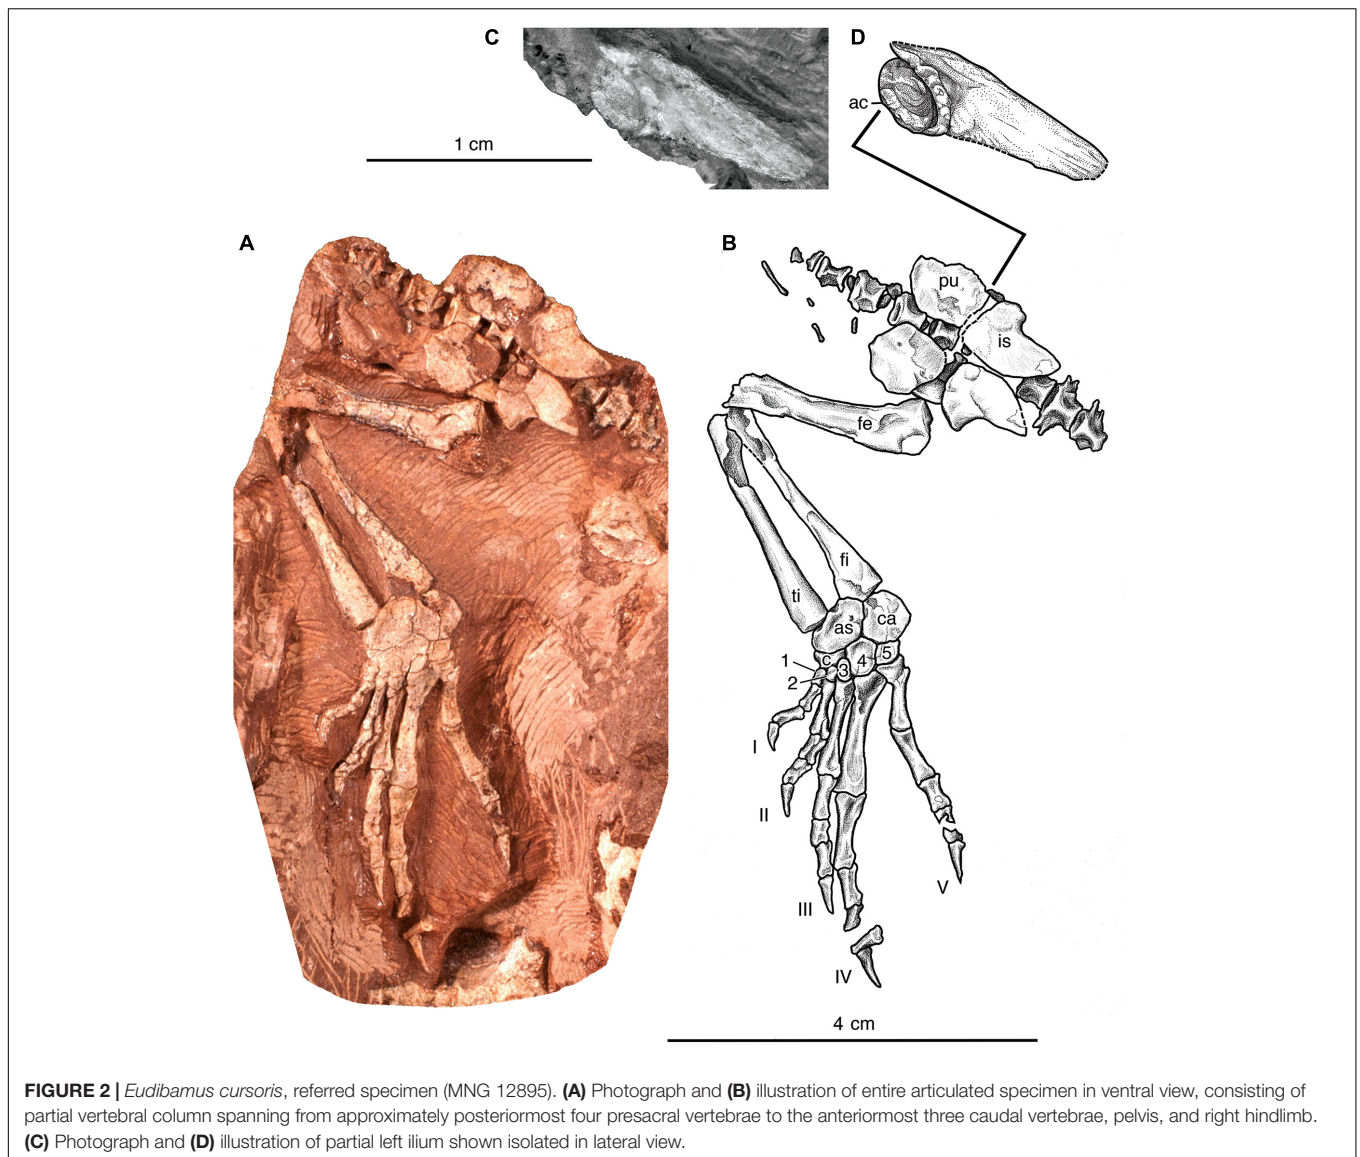 C
D
ac
1 cm
A
B
pu
is
fe
fi
ti
as
ca
c
1
2
3
4
5
I
II
III
IV
V
4 cm
FIGURE 2 | Eudibamus cursoris, referred specimen (MNG 12895). (A) Photograph and (B) illustration of entire articulated specimen in ventral view, consisting of
partial vertebral column spanning from approximately posteriormost four presacral vertebrae to the anteriormost three caudal vertebrae, pelvis, and right hindlimb.
(C) Photograph and (D) illustration of partial left ilium shown isolated in lateral view.